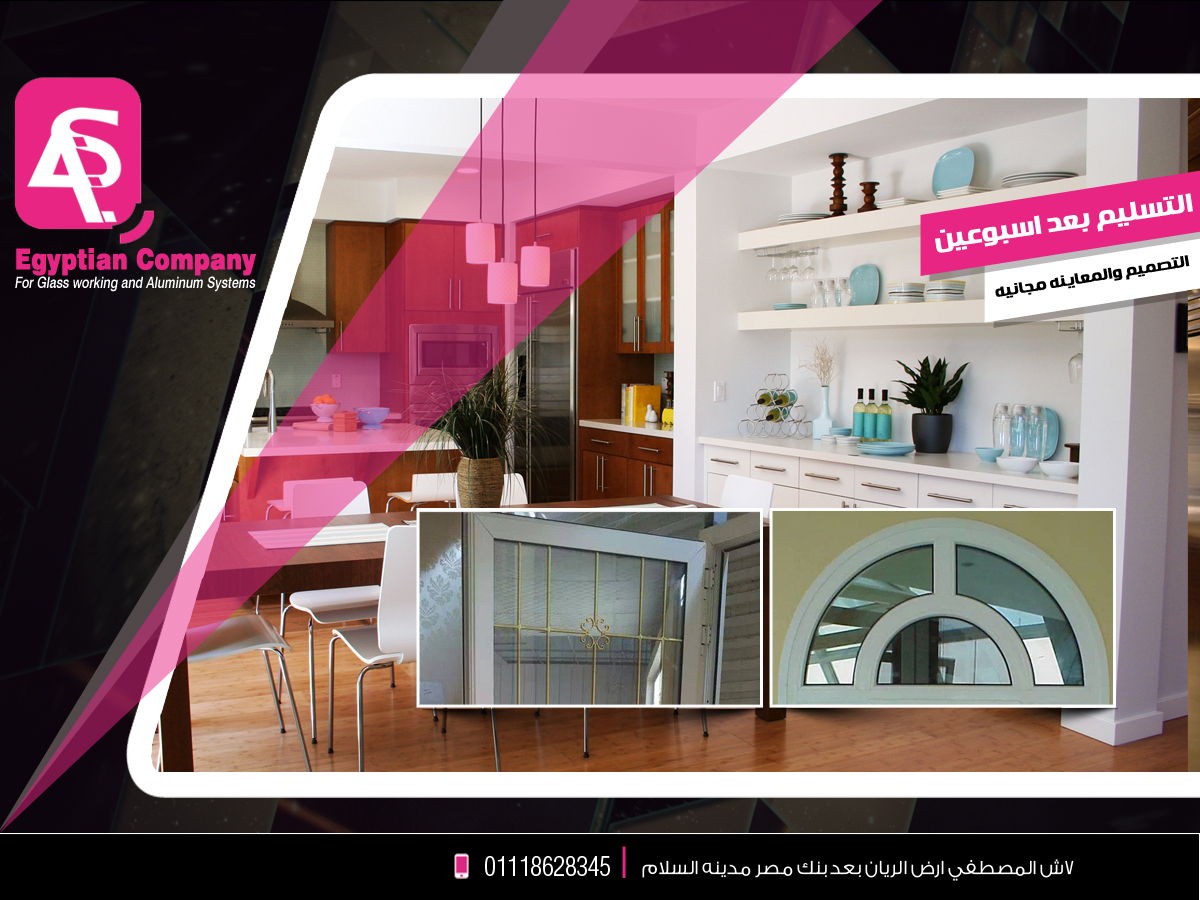 Egyptian Company
For Glass working and Aluminum Systems
التسليم بعد اسبوعين
التصميم والمعاينه مجانيه
01118628345
٧ش المصطفي ارض الريان بعد بنك مصر مدينه السلام